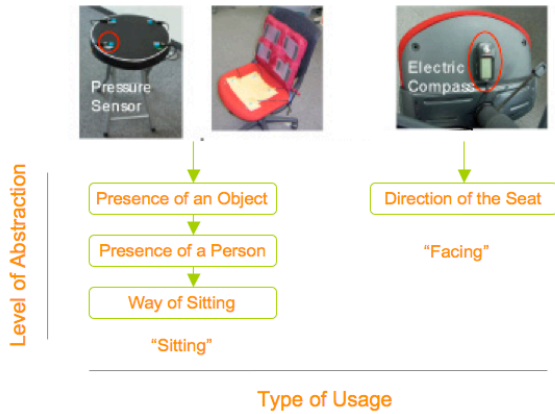 Pressure
Sensor
Electric
Compass
Level of Abstraction
Presence of an Object
Presence of a Person
Way of Sitting
“Sitting”
Direction of the Seat
“Facing”
Type of Usage